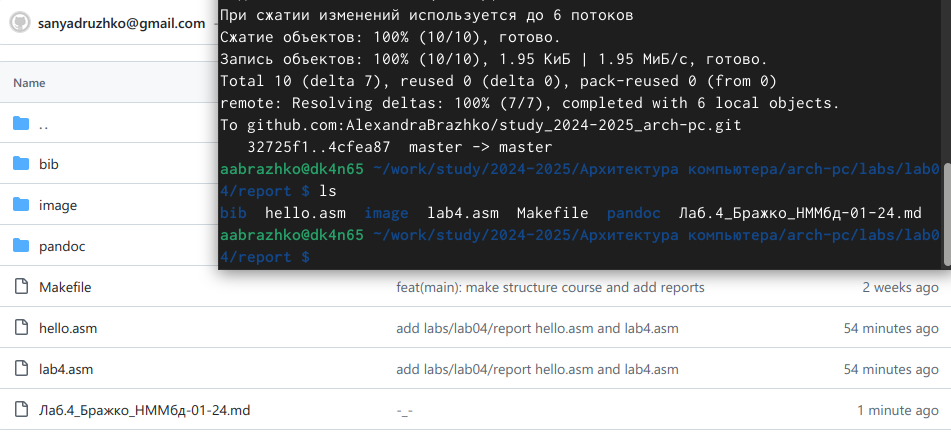 sanyadruzhko@gmail.com
Name
..
bib
image
pandoc
При сжатии изменений используется до 6 потоков
Сжатие объектов: 100% (10/10), готово.
Запись объектов: 100% (10/10), 1.95 КиБ | 1.95 МиБ/с, готово.
Total 10 (delta 7), reused 0 (delta 0), pack-reused 0 (from 0)
remote: Resolving deltas: 100% (7/7), completed with 6 local objects.
To github.com:AlexandraBrazhko/study_2024-2025_arch-pc.git
32725f1..4cfea87 master -> master
aabrazhko@dk4n65 ~/work/study/2024-2025/Архитектура компьютера/arch-pc/labs/lab0
4/report $ ls
bib hello.asm image lab4.asm Makefile pandoc Лаб.4_Бражко_НММбд-01-24.md
aabrazhko@dk4n65 ~/work/study/2024-2025/Архитектура компьютера/arch-pc/labs/lab0
4/report $
Makefile feat(main): make structure course and add reports 2 weeks ago
hello.asm add labs/lab04/report hello.asm and lab4.asm 54 minutes ago
lab4.asm add labs/lab04/report hello.asm and lab4.asm 54 minutes ago
Лаб.4_Бражко_НММбд-01-24.md -_- 1 minute ago